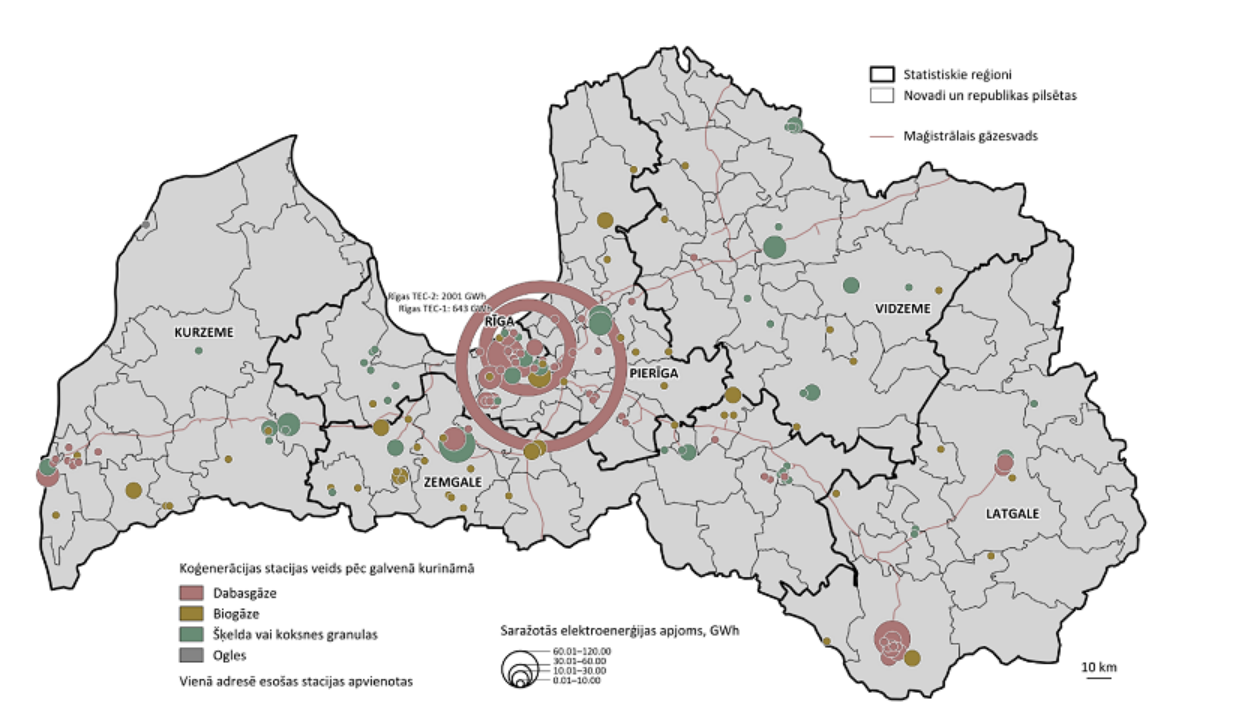 Statistiskie reģioni
Novadi un republikas pilsētas
Maģistrālais gāzesvads
Rīgas TEC-2: 2001 GWh
Rīgas TEC-1: 643 GWh
RĪGA
KURZEME
VIDZEME
PIERĪGA
ZEMGALE
LATGALE
Koģenerācijas stacijas veids pēc galvenā kurināmā
Dabasgāze
Biogāze
Šķelda vai koksnes granulas
Ogles
Vienā adresē esošas stacijas apvienotas
Saražotās elektroenerģijas apjoms, GWh
60.01–120.00
30.01–60.00
10.01–30.00
0.01–10.00
10 km